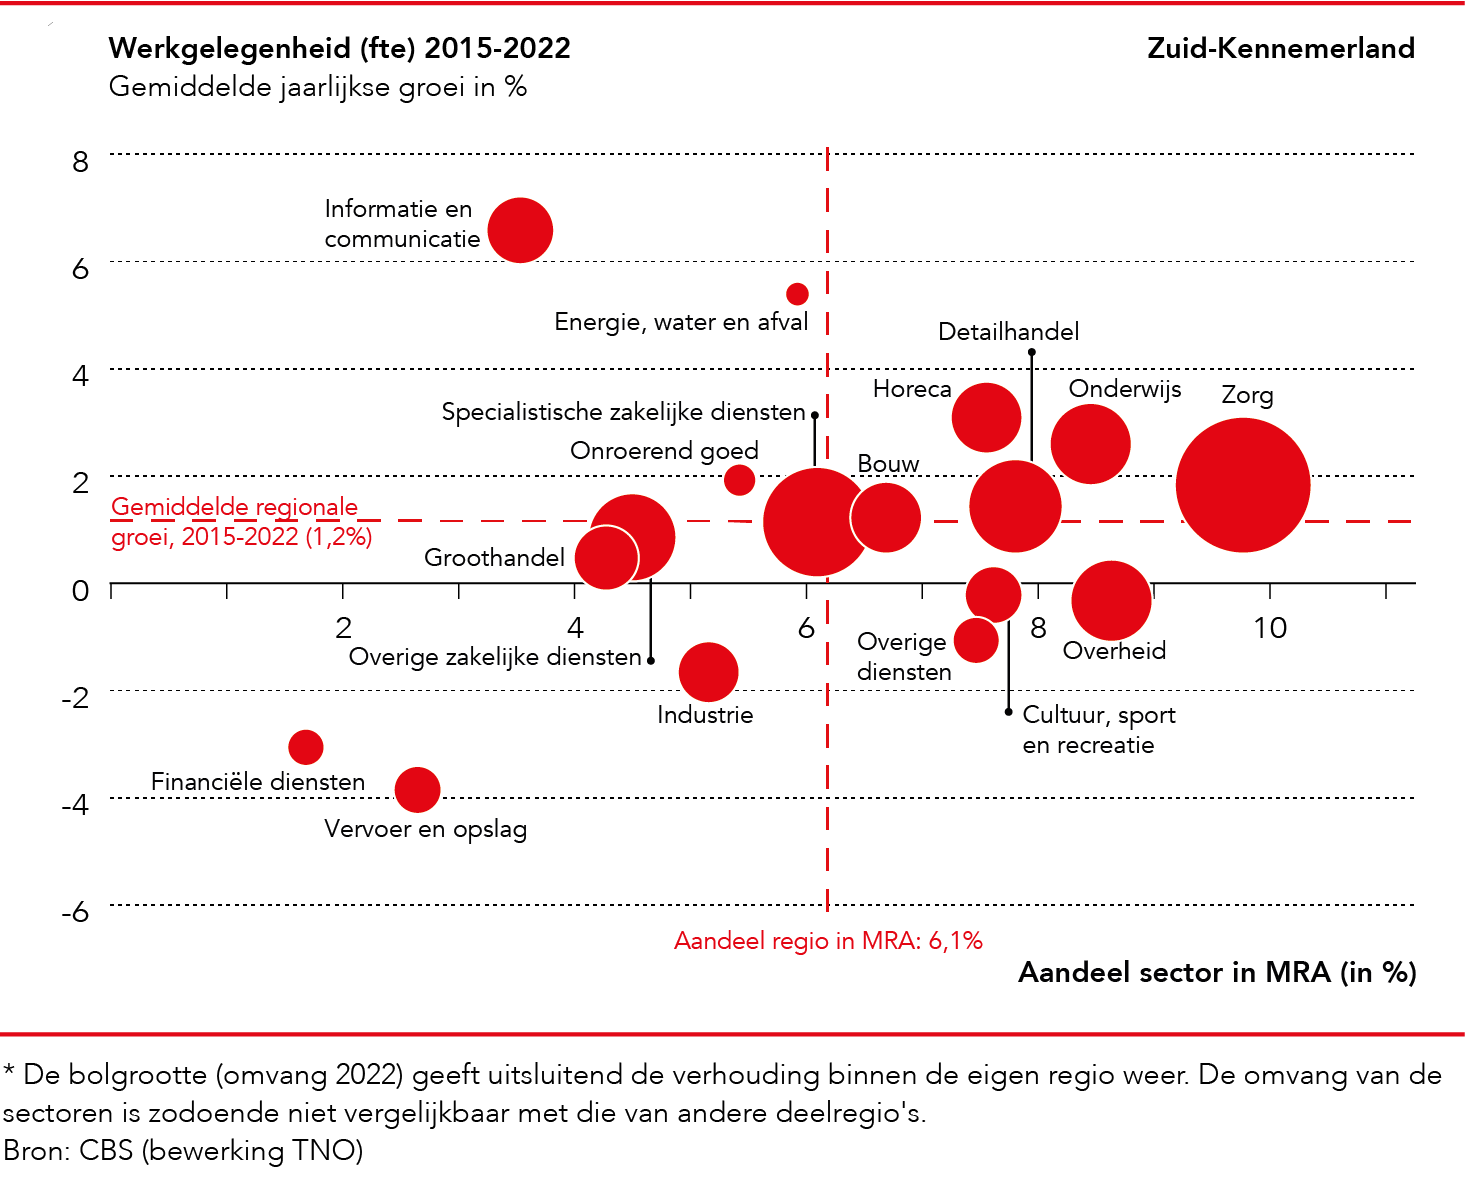 Werkgelegenheid (fte) 2015-2022
Zuid-Kennemerland
Gemiddelde jaarlijkse groei in %
8
Informatie en
communicatie
6
Energie, water en afval
Detailhandel
4
Horeca
Onderwijs
Zorg
Specialistische zakelijke diensten
Onroerend goed
Bouw
2
Gemiddelde regionale
groei, 2015-2022 (1,2%)
Groothandel
0
2
4
6
8
10
Overige zakelijke diensten
Overige
diensten
Overheid
-2
Industrie
Cultuur, sport
en recreatie
Financiële diensten
-4
Vervoer en opslag
-6
Aandeel regio in MRA: 6,1%
Aandeel sector in MRA (in %)
* De bolgrootte (omvang 2022) geeft uitsluitend de verhouding binnen de eigen regio weer. De omvang van de
sectoren is zodoende niet vergelijkbaar met die van andere deelregio's.
Bron: CBS (bewerking TNO)